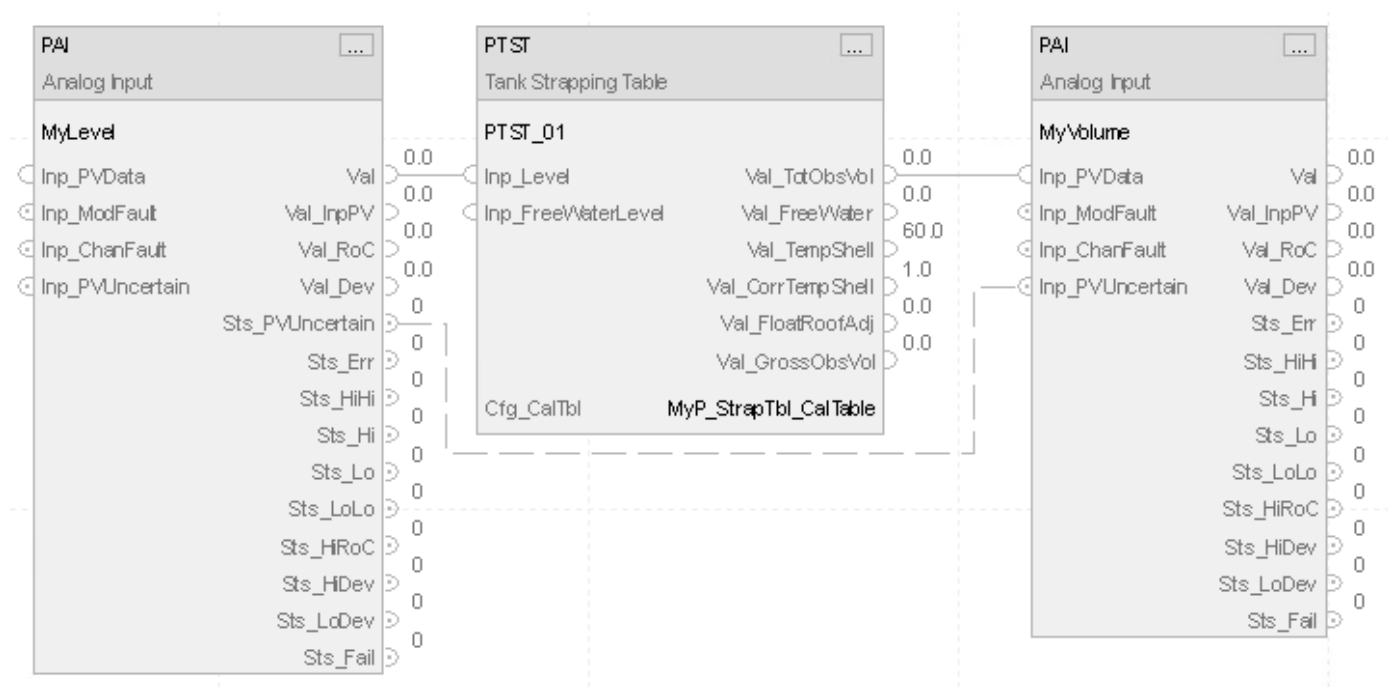 PAI ...
Analog Input
MyLevel
Inp_PVData Val 0.0
Inp_ModFault Val_InpPV 0.0
Inp_ChanFault Val_RoC 0.0
Inp_PVUncertain Val_Dev 0.0
Sts_PVUncertain 0
Sts_Err 0
Sts_HiHi 0
Sts_Hi 0
Sts_Lo 0
Sts_LoLo 0
Sts_HiRoC 0
Sts_HiDev 0
Sts_LoDev 0
Sts_Fail 0
PTST ...
Tank Strapping Table
PTST_01
Inp_Level Val_TotObsVol 0.0
Inp_FreeWaterLevel Val_FreeWater 0.0
Val_TempShell 60.0
Val_CorrTempShell 1.0
Val_FloatRoofAdj 0.0
Val_GrossObsVol 0.0
Cfg_CalTbl MyP_StrapTbl_CalTable
PAI ...
Analog Input
MyVolume
Inp_PVData Val 0.0
Inp_ModFault Val_InpPV 0.0
Inp_ChanFault Val_RoC 0.0
Inp_PVUncertain Val_Dev 0.0
Sts_Err 0
Sts_HiHi 0
Sts_Hi 0
Sts_Lo 0
Sts_LoLo 0
Sts_HiRoC 0
Sts_HiDev 0
Sts_LoDev 0
Sts_Fail 0